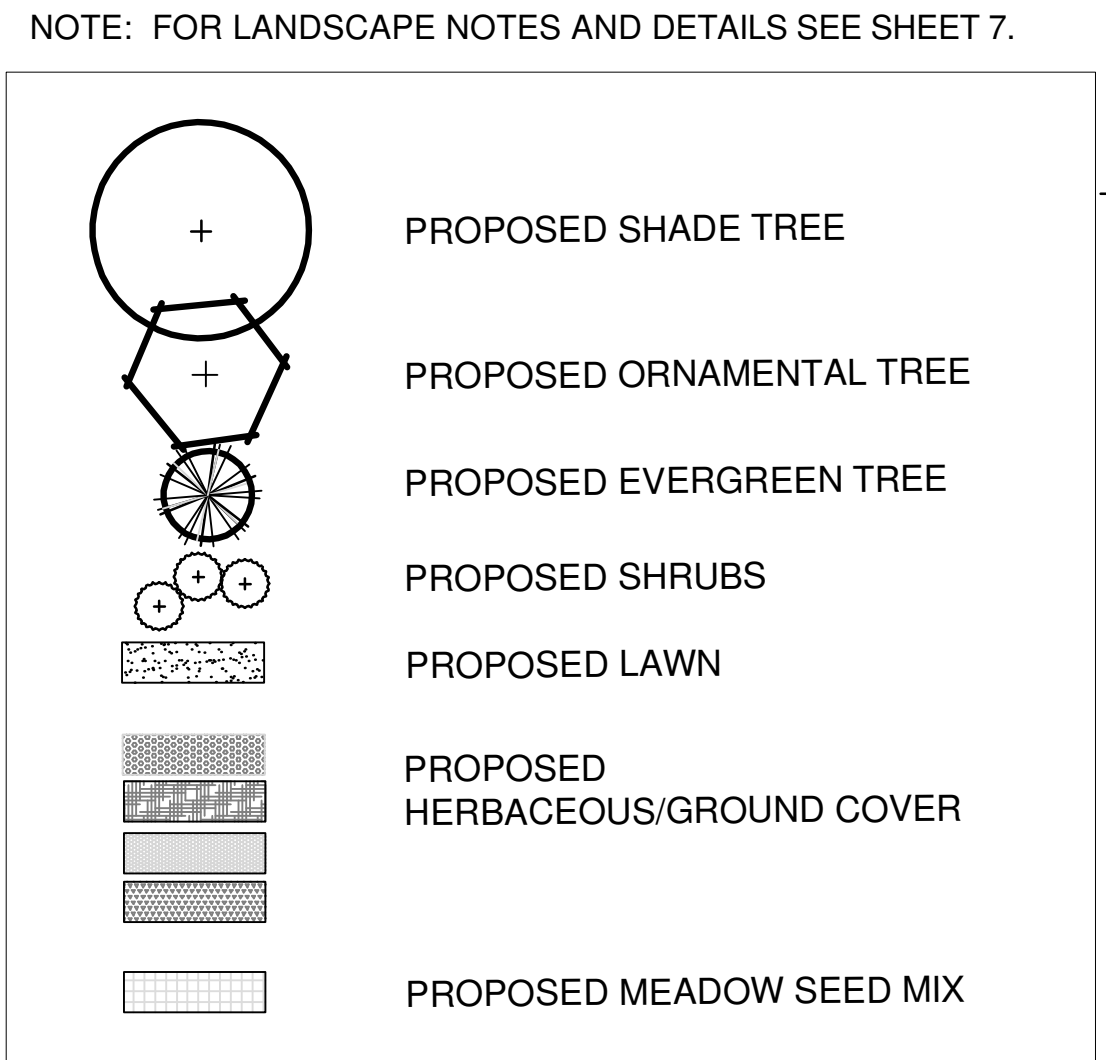 NOTE: FOR LANDSCAPE NOTES AND DETAILS SEE SHEET 7.
PROPOSED SHADE TREE
PROPOSED ORNAMENTAL TREE
PROPOSED EVERGREEN TREE
PROPOSED SHRUBS
PROPOSED LAWN
PROPOSED
HERBACEOUS/GROUND COVER
PROPOSED MEADOW SEED MIX